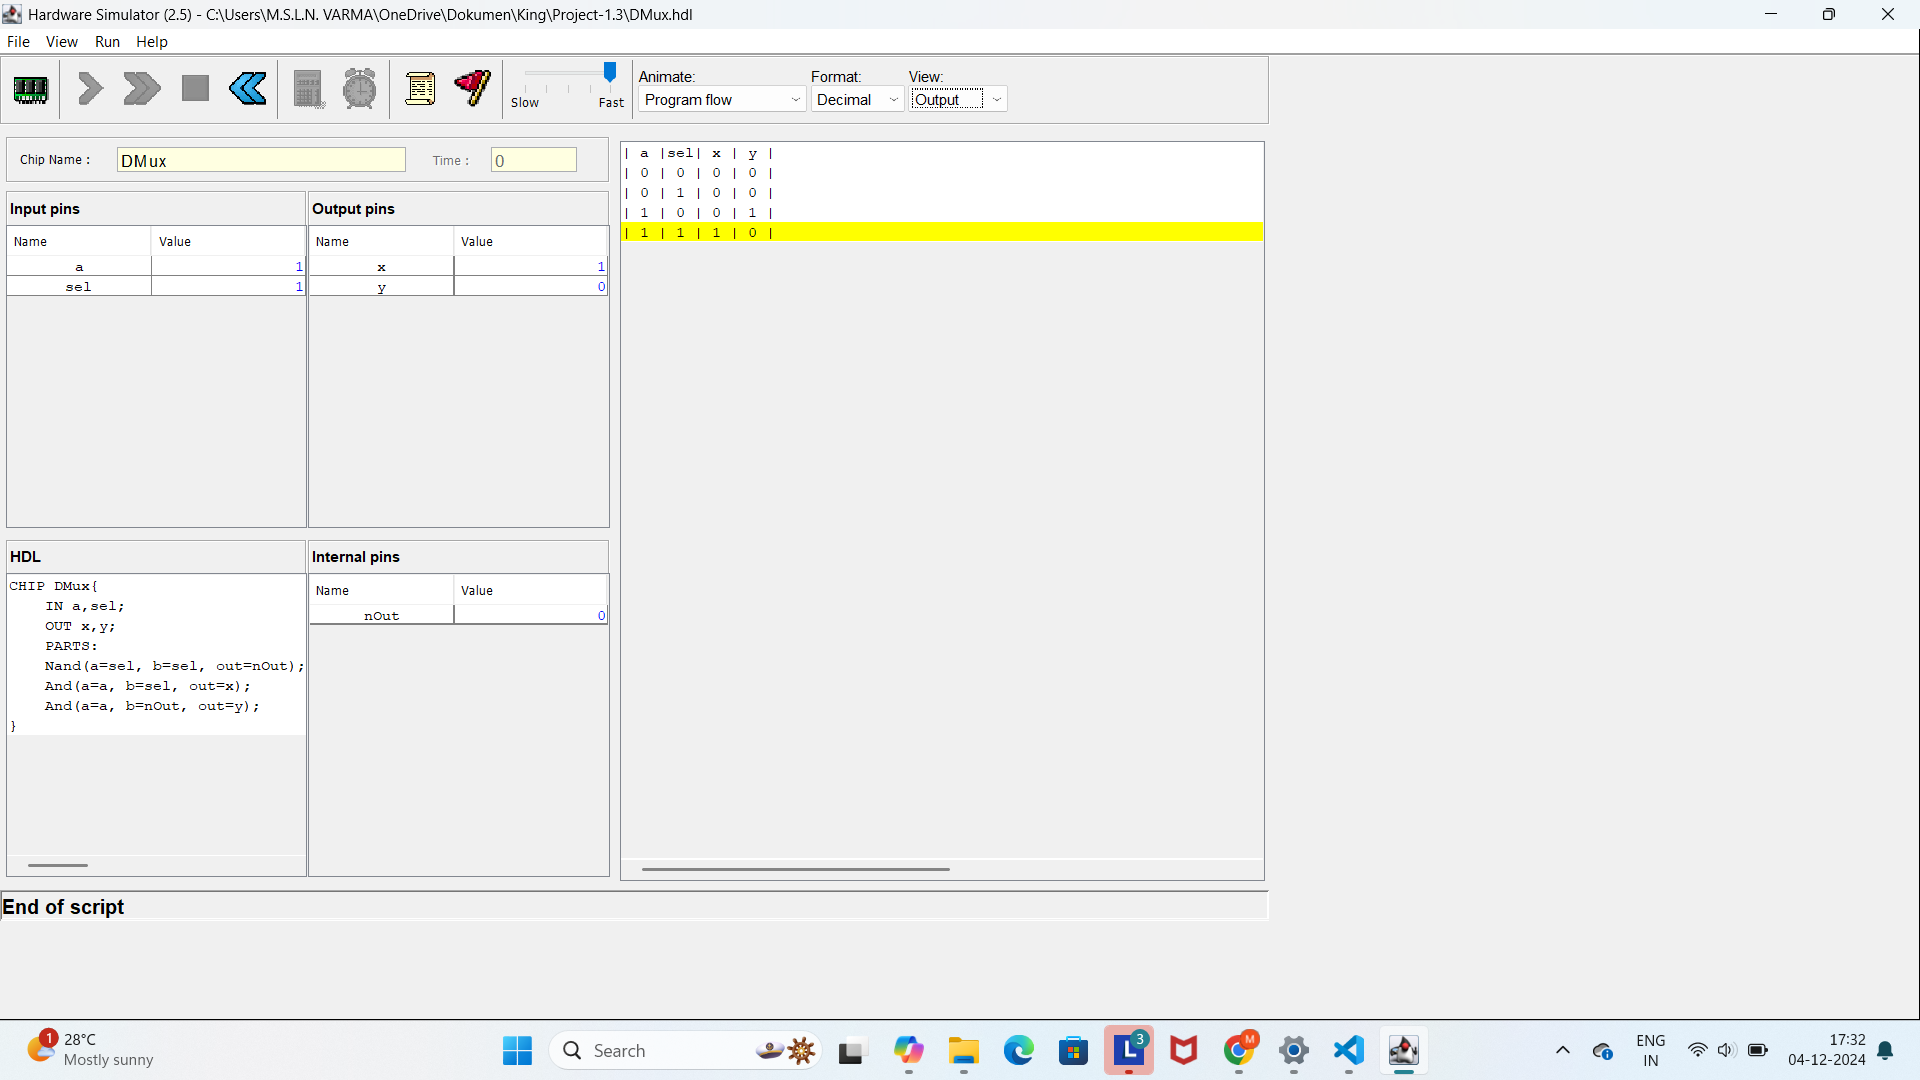 Hardware Simulator (2.5) - C:\Users\M.S.L.N. VARMA\OneDrive\Dokumen\King\Project-1.3\DMux.hdl
File View Run Help
Slow Fast
Animate: Format: View:
Program flow Decimal Output
Chip Name : DMux Time : 0
Input pins
Name Value
a 1
sel 1
Output pins
Name Value
x 1
y 0
| a |sel| x | y |
| 0 | 0 | 0 | 0 |
| 0 | 1 | 0 | 0 |
| 1 | 0 | 0 | 1 |
| 1 | 1 | 1 | 0 |
HDL
CHIP DMux{
IN a,sel;
OUT x,y;
PARTS:
Nand(a=sel, b=sel, out=nOut);
And(a=a, b=sel, out=x);
And(a=a, b=nOut, out=y);
}
Internal pins
Name Value
nOut 0
End of script
1
28°C
Mostly sunny
Search
L 3
M
ENG
IN
17:32
04-12-2024